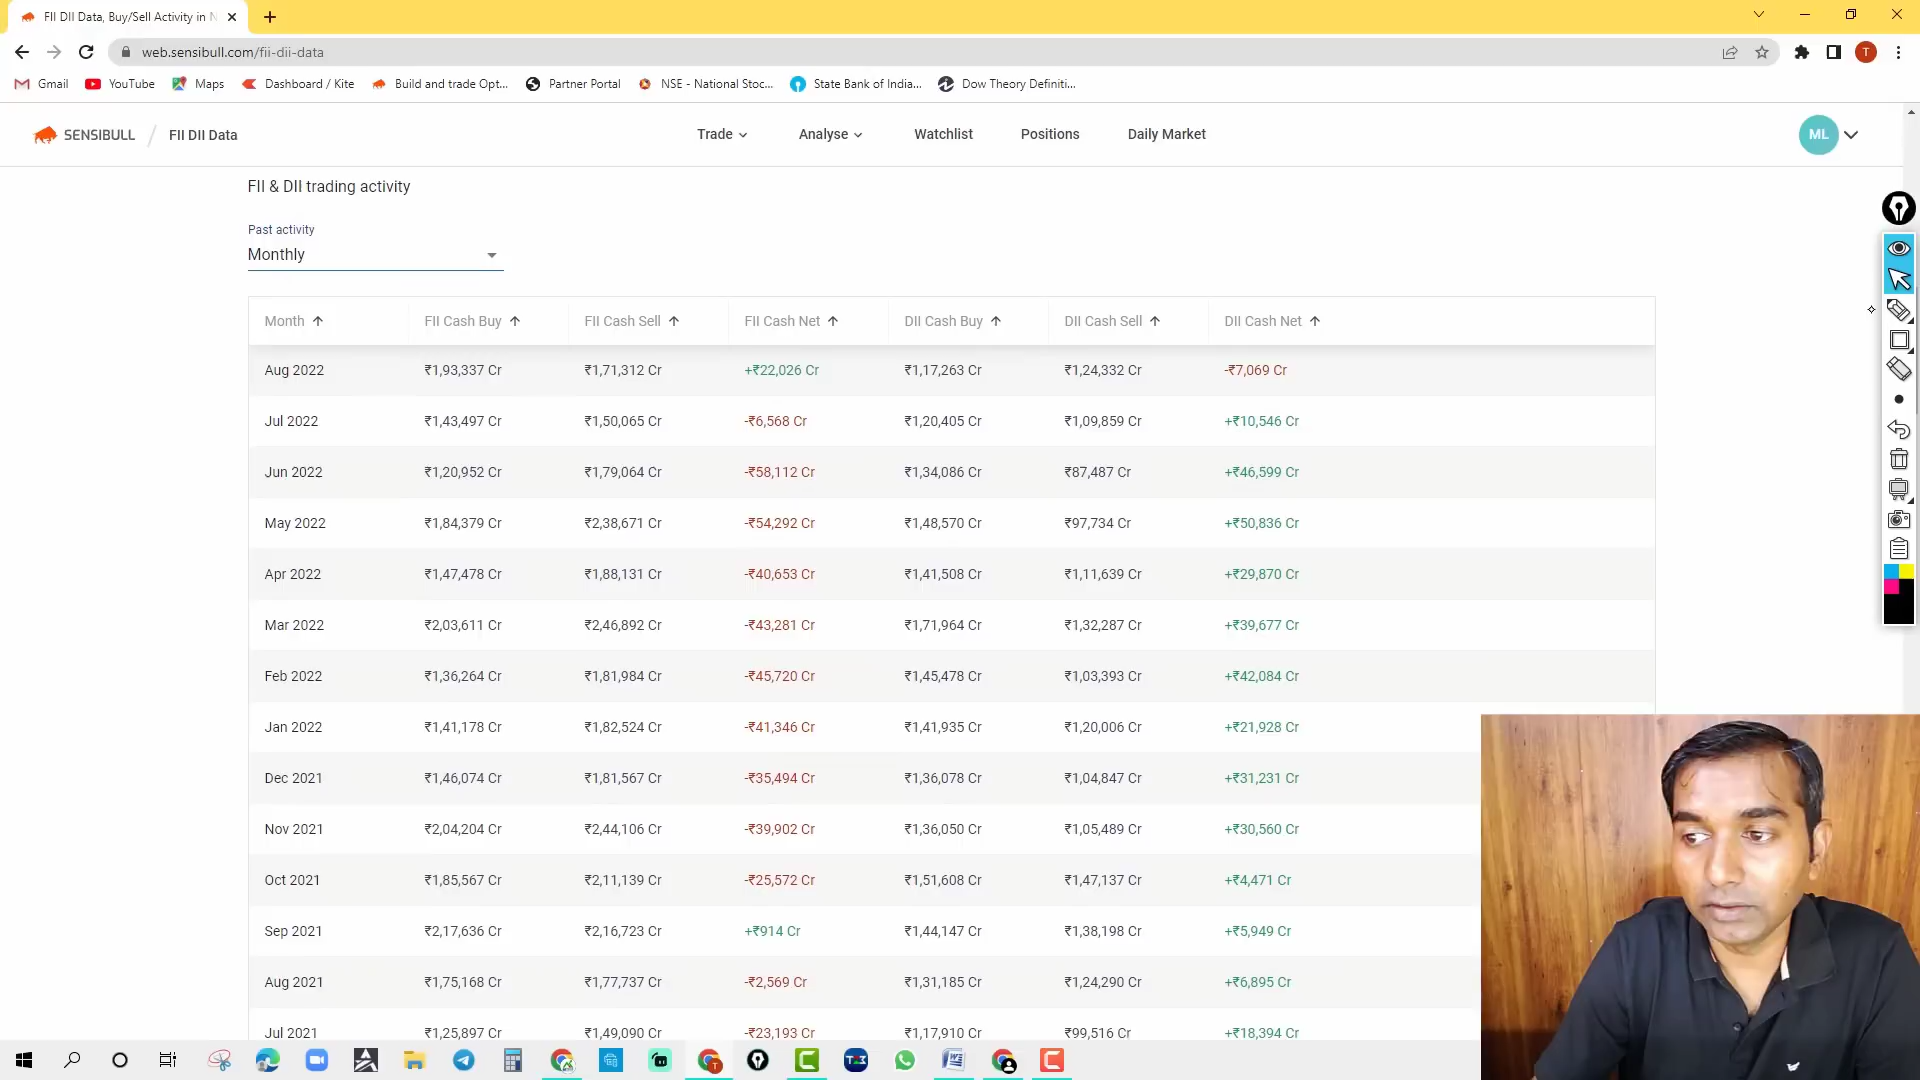 FII DII Data, Buy/Sell Activity in N
web.sensibull.com/fii-dii-data
Gmail YouTube Maps Dashboard / Kite Build and trade Opt... Partner Portal NSE - National Stoc... State Bank of India... Dow Theory Definiti...
SENSIBULL / FII DII Data Trade Analyse Watchlist Positions Daily Market ML
FII & DII trading activity
Past activity
Monthly
Month FII Cash Buy FII Cash Sell FII Cash Net DII Cash Buy DII Cash Sell DII Cash Net
Aug 2022 ₹1,93,337 Cr ₹1,71,312 Cr +₹22,026 Cr ₹1,17,263 Cr ₹1,24,332 Cr -₹7,069 Cr
Jul 2022 ₹1,43,497 Cr ₹1,50,065 Cr -₹6,568 Cr ₹1,20,405 Cr ₹1,09,859 Cr +₹10,546 Cr
Jun 2022 ₹1,20,952 Cr ₹1,79,064 Cr -₹58,112 Cr ₹1,34,086 Cr ₹87,487 Cr +₹46,599 Cr
May 2022 ₹1,84,379 Cr ₹2,38,671 Cr -₹54,292 Cr ₹1,48,570 Cr ₹97,734 Cr +₹50,836 Cr
Apr 2022 ₹1,47,478 Cr ₹1,88,131 Cr -₹40,653 Cr ₹1,41,508 Cr ₹1,11,639 Cr +₹29,870 Cr
Mar 2022 ₹2,03,611 Cr ₹2,46,892 Cr -₹43,281 Cr ₹1,71,964 Cr ₹1,32,287 Cr +₹39,677 Cr
Feb 2022 ₹1,36,264 Cr ₹1,81,984 Cr -₹45,720 Cr ₹1,45,478 Cr ₹1,03,393 Cr +₹42,084 Cr
Jan 2022 ₹1,41,178 Cr ₹1,82,524 Cr -₹41,346 Cr ₹1,41,935 Cr ₹1,20,006 Cr +₹21,928 Cr
Dec 2021 ₹1,46,074 Cr ₹1,81,567 Cr -₹35,494 Cr ₹1,36,078 Cr ₹1,04,847 Cr +₹31,231 Cr
Nov 2021 ₹2,04,204 Cr ₹2,44,106 Cr -₹39,902 Cr ₹1,36,050 Cr ₹1,05,489 Cr +₹30,560 Cr
Oct 2021 ₹1,85,567 Cr ₹2,11,139 Cr -₹25,572 Cr ₹1,51,608 Cr ₹1,47,137 Cr +₹4,471 Cr
Sep 2021 ₹2,17,636 Cr ₹2,16,723 Cr +₹914 Cr ₹1,44,147 Cr ₹1,38,198 Cr +₹5,949 Cr
Aug 2021 ₹1,75,168 Cr ₹1,77,737 Cr -₹2,569 Cr ₹1,31,185 Cr ₹1,24,290 Cr +₹6,895 Cr
Jul 2021 ₹1,25,897 Cr ₹1,49,090 Cr -₹23,193 Cr ₹1,17,910 Cr ₹99,516 Cr +₹18,394 Cr